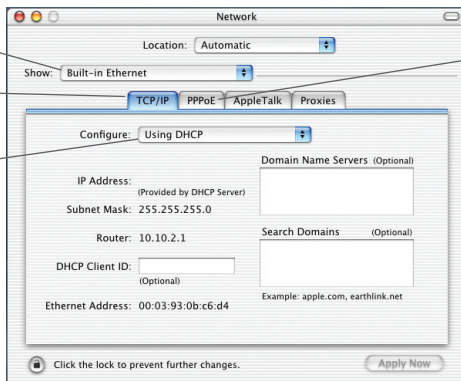 Network
Location: Automatic
Show: Built-in Ethernet
TCP/IP PPPoE AppleTalk Proxies
Configure: Using DHCP
Domain Name Servers (Optional)
IP Address:
(Provided by DHCP Server)
Subnet Mask: 255.255.255.0
Router: 10.10.2.1
Search Domains (Optional)
DHCP Client ID:
(Optional)
Example: apple.com, earthlink.net
Ethernet Address: 00:03:93:0b:c6:d4
Click the lock to prevent further changes.
Apply Now